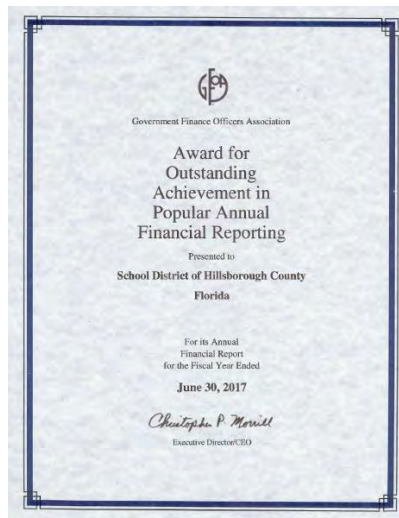 GFOA
Government Finance Officers Association
Award for
Outstanding
Achievement in
Popular Annual
Financial Reporting
Presented to
School District of Hillsborough County
Florida
For its Annual
Financial Report
for the Fiscal Year Ended
June 30, 2017
Christopher P. Morrill
Executive Director/CEO